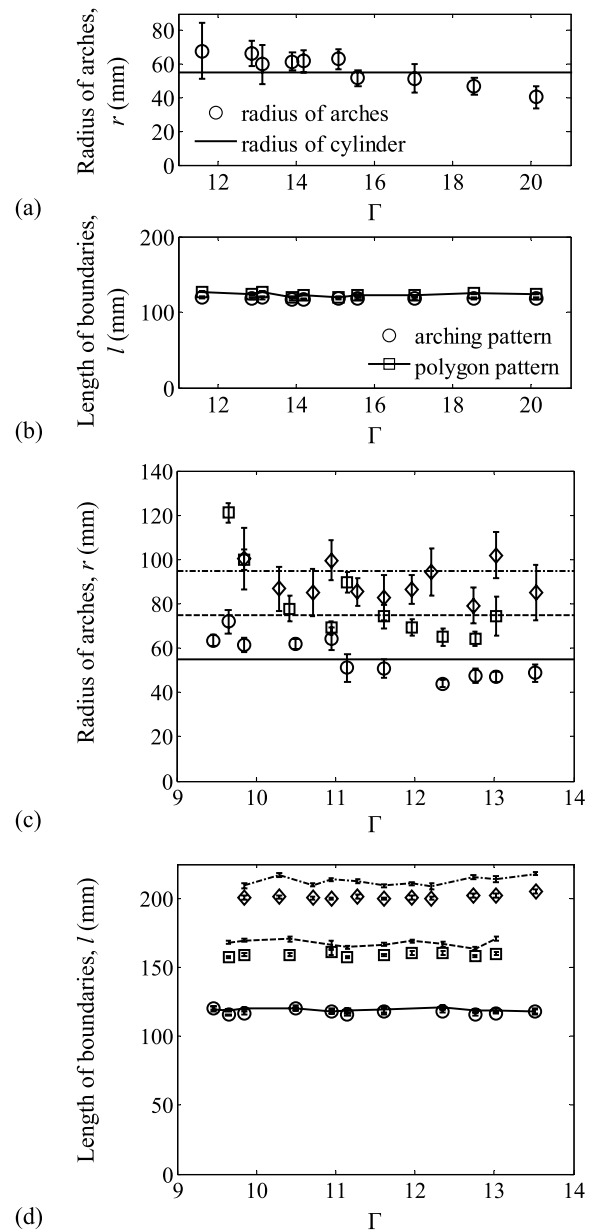 80
60
40
20
0
Radius of arches,
r (mm)
radius of arches
radius of cylinder
12 14 16 18 20
Γ
(a)
200
100
0
Length of boundaries,
l (mm)
arching pattern
polygon pattern
12 14 16 18 20
Γ
(b)
140
120
100
80
60
40
20
0
Radius of arches, r (mm)
9 10 11 12 13 14
Γ
(c)
200
150
100
50
0
Length of boundaries, l (mm)
9 10 11 12 13 14
Γ
(d)